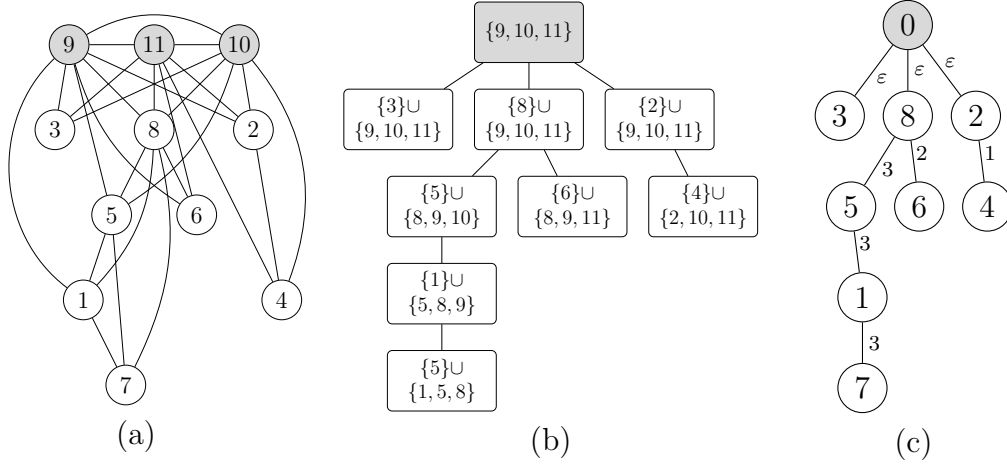 9
11
10
3
8
2
5
6
1
4
7
(a)
{9, 10, 11}
{3}∪
{9, 10, 11}
{8}∪
{9, 10, 11}
{2}∪
{9, 10, 11}
{5}∪
{8, 9, 10}
{6}∪
{8, 9, 11}
{4}∪
{2, 10, 11}
{1}∪
{5, 8, 9}
{5}∪
{1, 5, 8}
(b)
0
ε
ε
ε
3
8
2
3
2
1
5
6
4
3
1
3
7
(c)